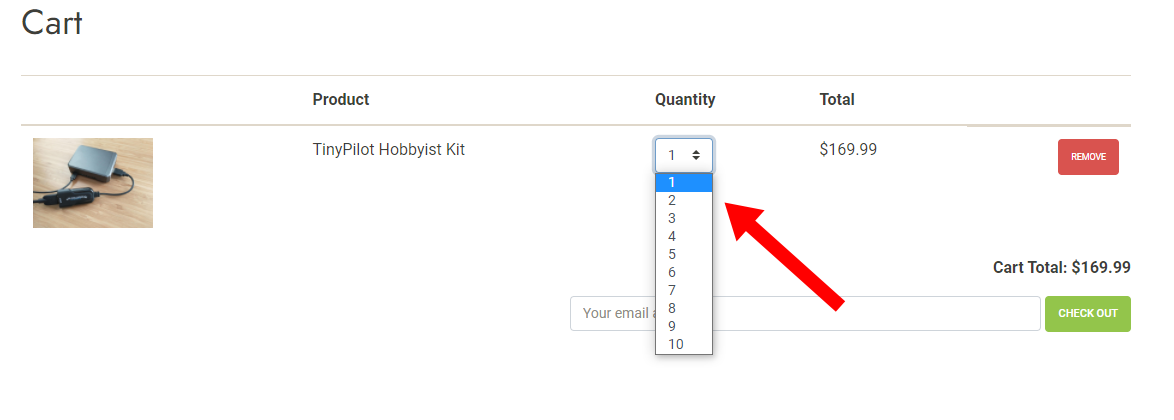 Cart
Product Quantity Total
TinyPilot Hobbyist Kit 1 $169.99 REMOVE
1
2
3
4
5
6
7
8
9
10
Cart Total: $169.99
Your email a CHECK OUT